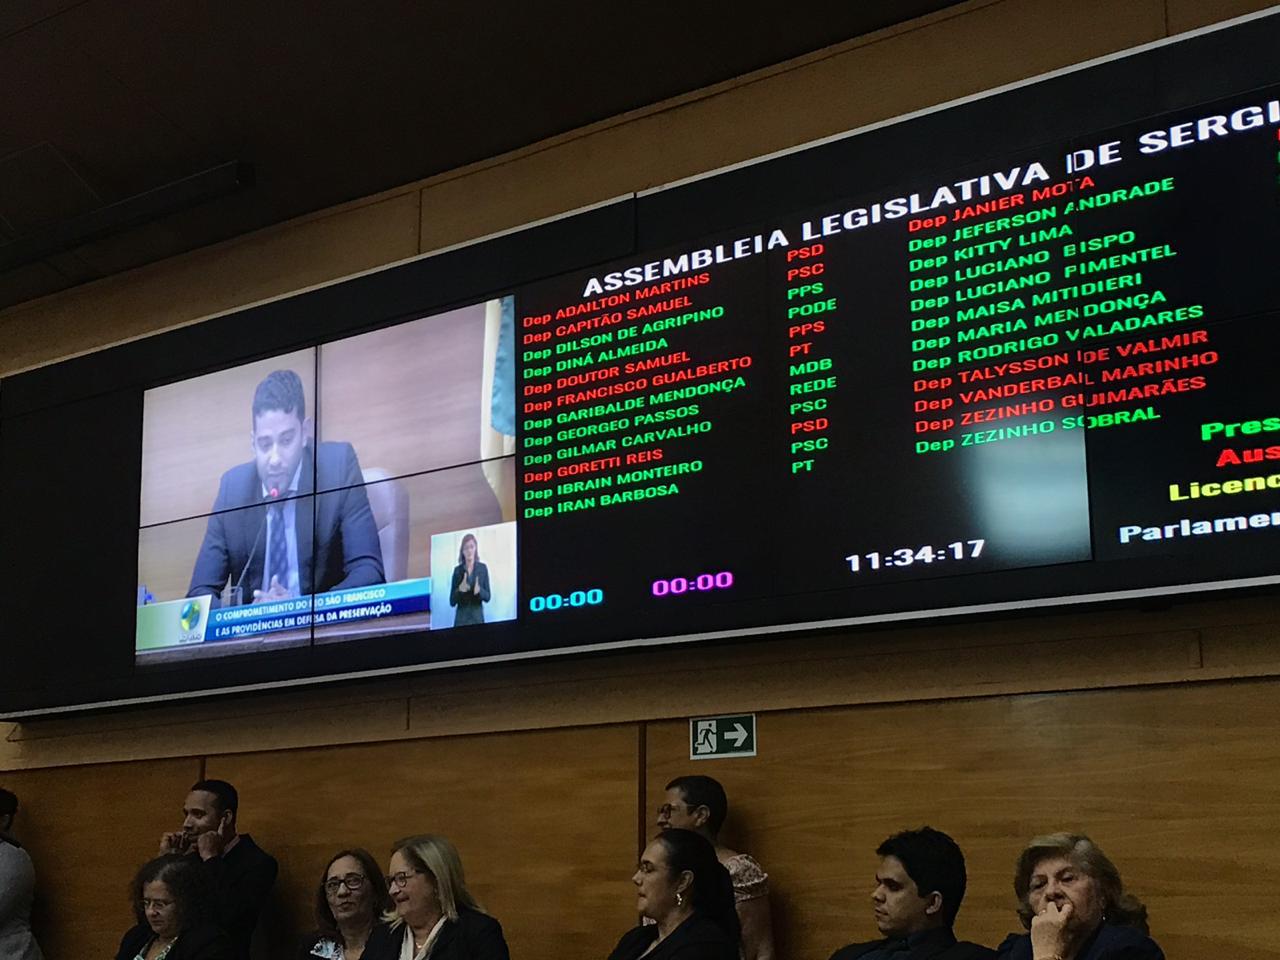 ASSEMBLEIA LEGISLATIVA DE SERGI
Dep ADAILTON MARTINS PSD
Dep CAPITÃO SAMUEL PSC
Dep DILSON DE AGRIPINO PPS
Dep DINÁ ALMEIDA PODE
Dep DOUTOR SAMUEL PPS
Dep FRANCISCO GUALBERTO PT
Dep GARIBALDE MENDONÇA MDB
Dep GEORGEO PASSOS REDE
Dep GILMAR CARVALHO PSC
Dep GORETTI REIS PSD
Dep IBRAIN MONTEIRO PSC
Dep IRAN BARBOSA PT
Dep JANIER MOTA
Dep JEFERSON ANDRADE
Dep KITTY LIMA
Dep LUCIANO BISPO
Dep LUCIANO PIMENTEL
Dep MAISA MITIDIERI
Dep MARIA MENDONÇA
Dep RODRIGO VALADARES
Dep TALYSSON DE VALMIR
Dep VANDERBAL MARINHO
Dep ZEZINHO GUIMARÃES
Dep ZEZINHO SOBRAL
Pres
Aus
Licenc
Parlamen
00:00 00:00 11:34:17
O COMPROMETIMENTO DO RIO SÃO FRANCISCO
E AS PROVIDÊNCIAS EM DEFESA DA PRESERVAÇÃO
AO VIVO